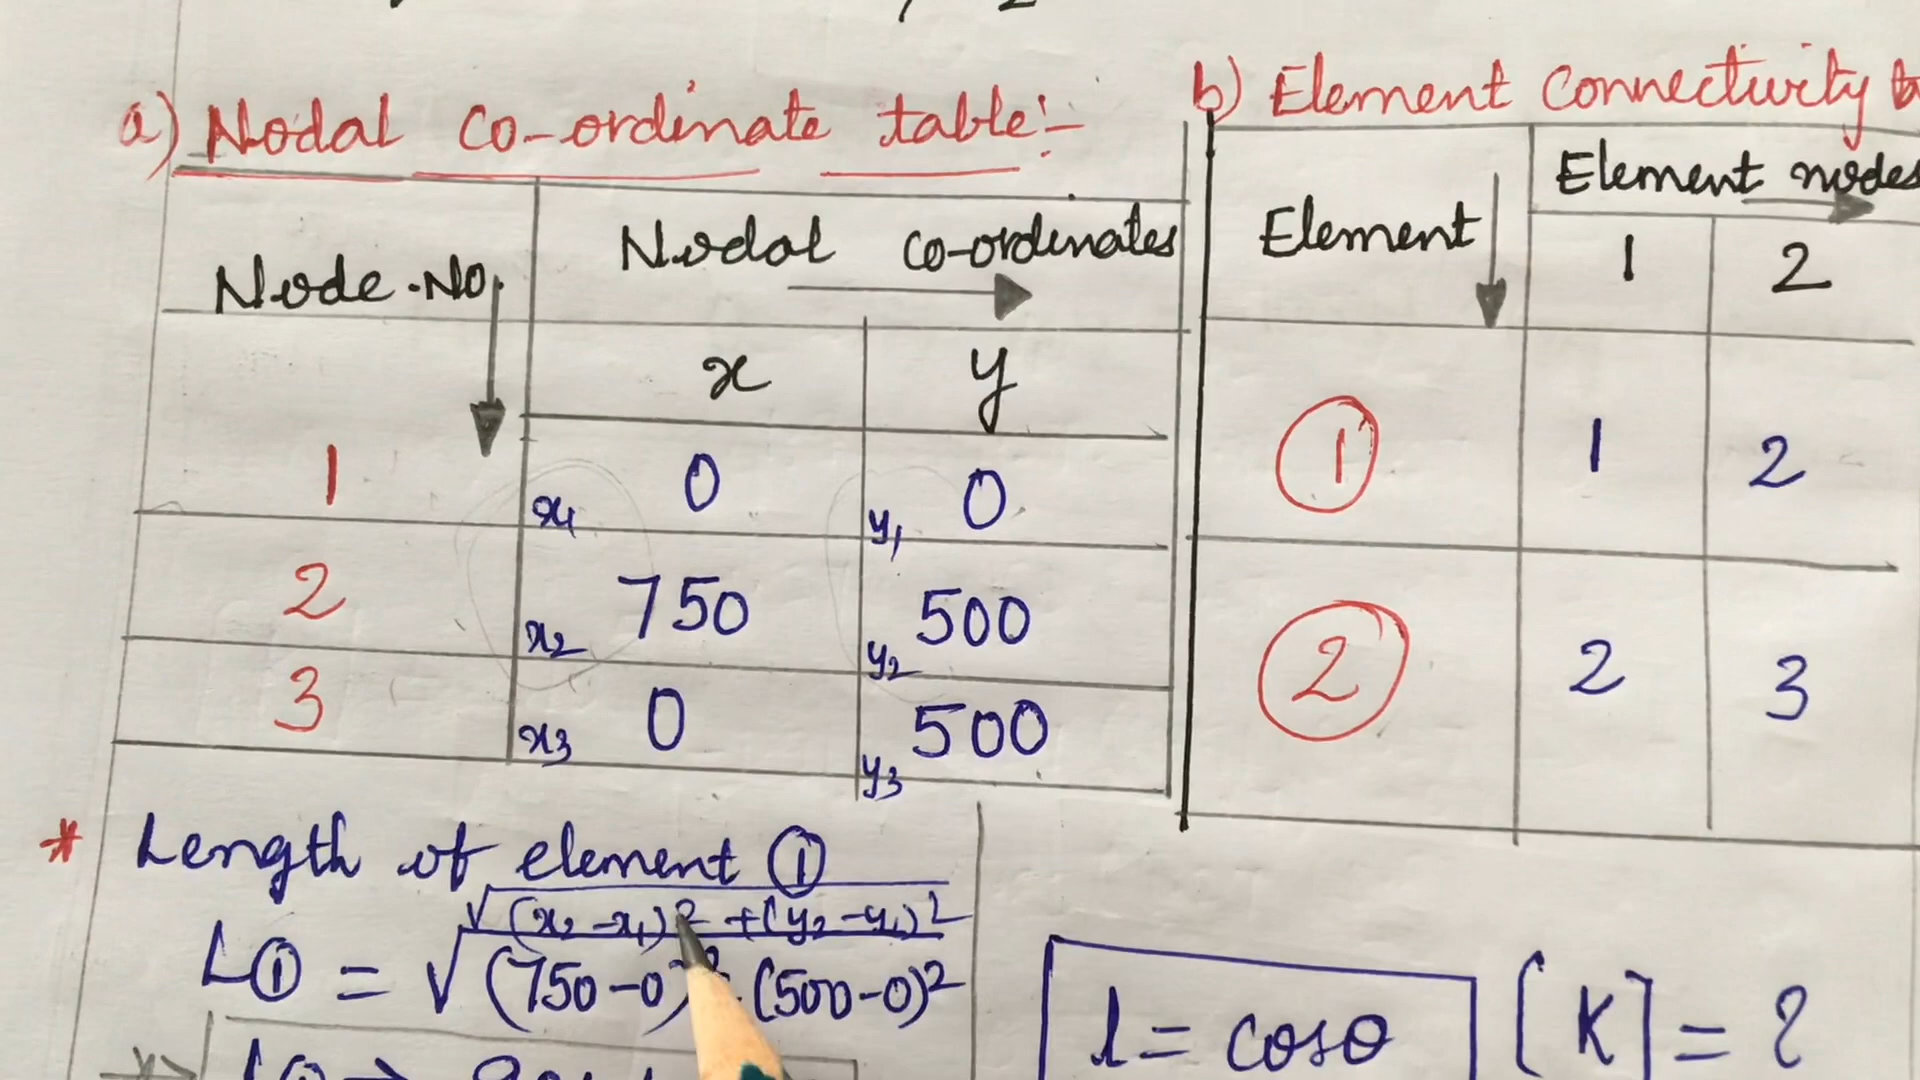 a) Nodal co-ordinate table:-
Node.No. Nodal co-ordinates
x y
1 x1 0 y1 0
2 x2 750 y2 500
3 x3 0 y3 500
b) Element Connectivity
Element Element nodes
1 2
① 1 2
② 2 3
* Length of element ①
√(x2-x1)² + (y2-y1)²
L① = √(750-0)² (500-0)²
l = cosθ
[K] = ?